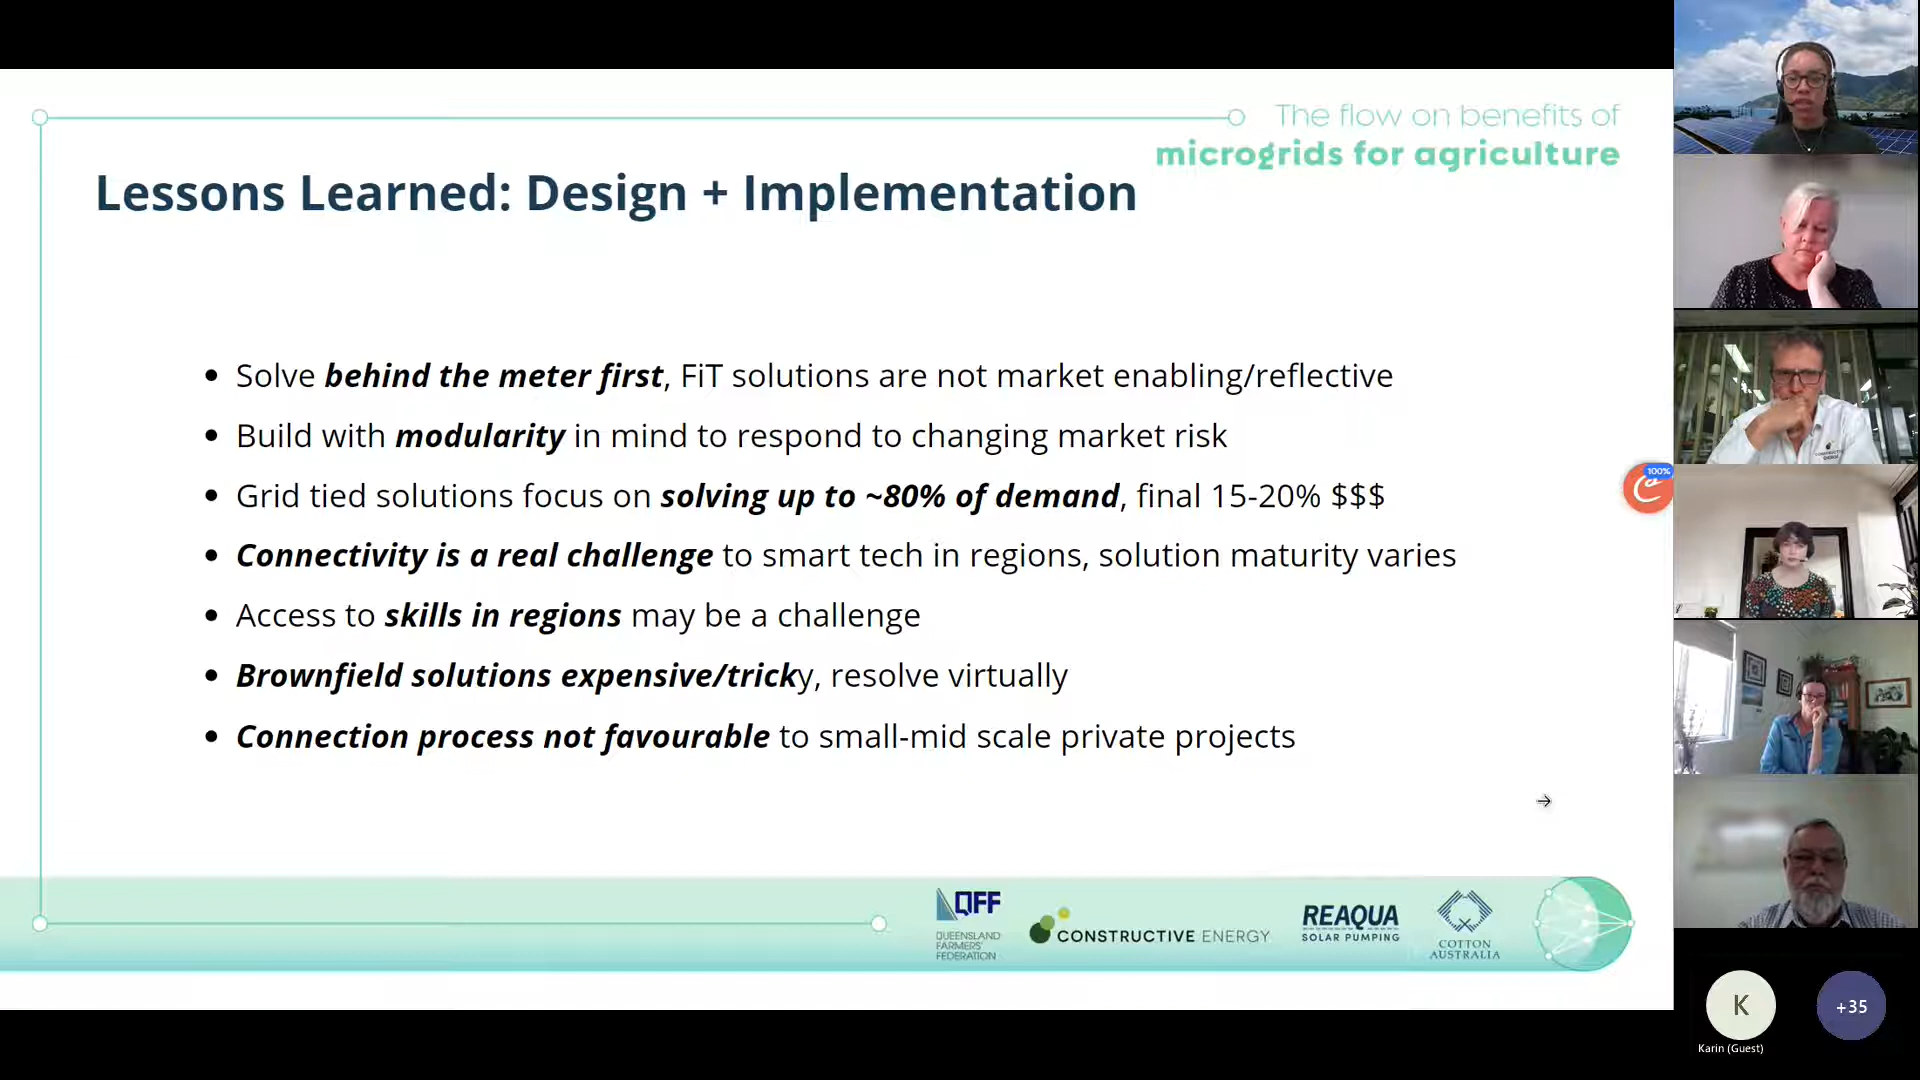 The flow on benefits of
microgrids for agriculture
Lessons Learned: Design + Implementation
• Solve behind the meter first, FiT solutions are not market enabling/reflective
• Build with modularity in mind to respond to changing market risk
• Grid tied solutions focus on solving up to ~80% of demand, final 15-20% $$$
• Connectivity is a real challenge to smart tech in regions, solution maturity varies
• Access to skills in regions may be a challenge
• Brownfield solutions expensive/tricky, resolve virtually
• Connection process not favourable to small-mid scale private projects
100%
QFF
QUEENSLAND
FARMERS'
FEDERATION
CONSTRUCTIVE ENERGY
REAQUA
SOLAR PUMPING
COTTON
AUSTRALIA
K
+35
Karin (Guest)